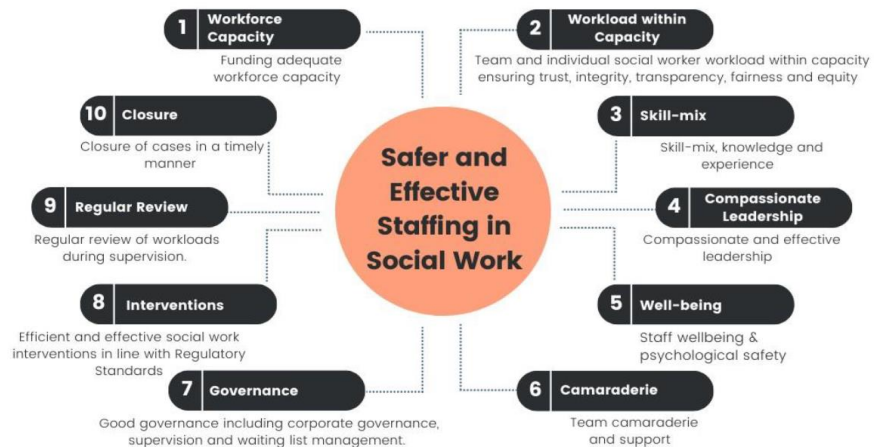 1 Workforce
Capacity
Funding adequate
workforce capacity
2 Workload within
Capacity
Team and individual social worker workload within capacity
ensuring trust, integrity, transparency, fairness and equity
3 Skill-mix
Skill-mix, knowledge and
experience
4 Compassionate
Leadership
Compassionate and effective
leadership
5 Well-being
Staff wellbeing &
psychological safety
6 Camaraderie
Team camaraderie
and support
7 Governance
Good governance including corporate governance,
supervision and waiting list management.
8 Interventions
Efficient and effective social work
interventions in line with Regulatory
Standards
9 Regular Review
Regular review of workloads
during supervision.
10 Closure
Closure of cases in a timely
manner
Safer and
Effective
Staffing in
Social Work